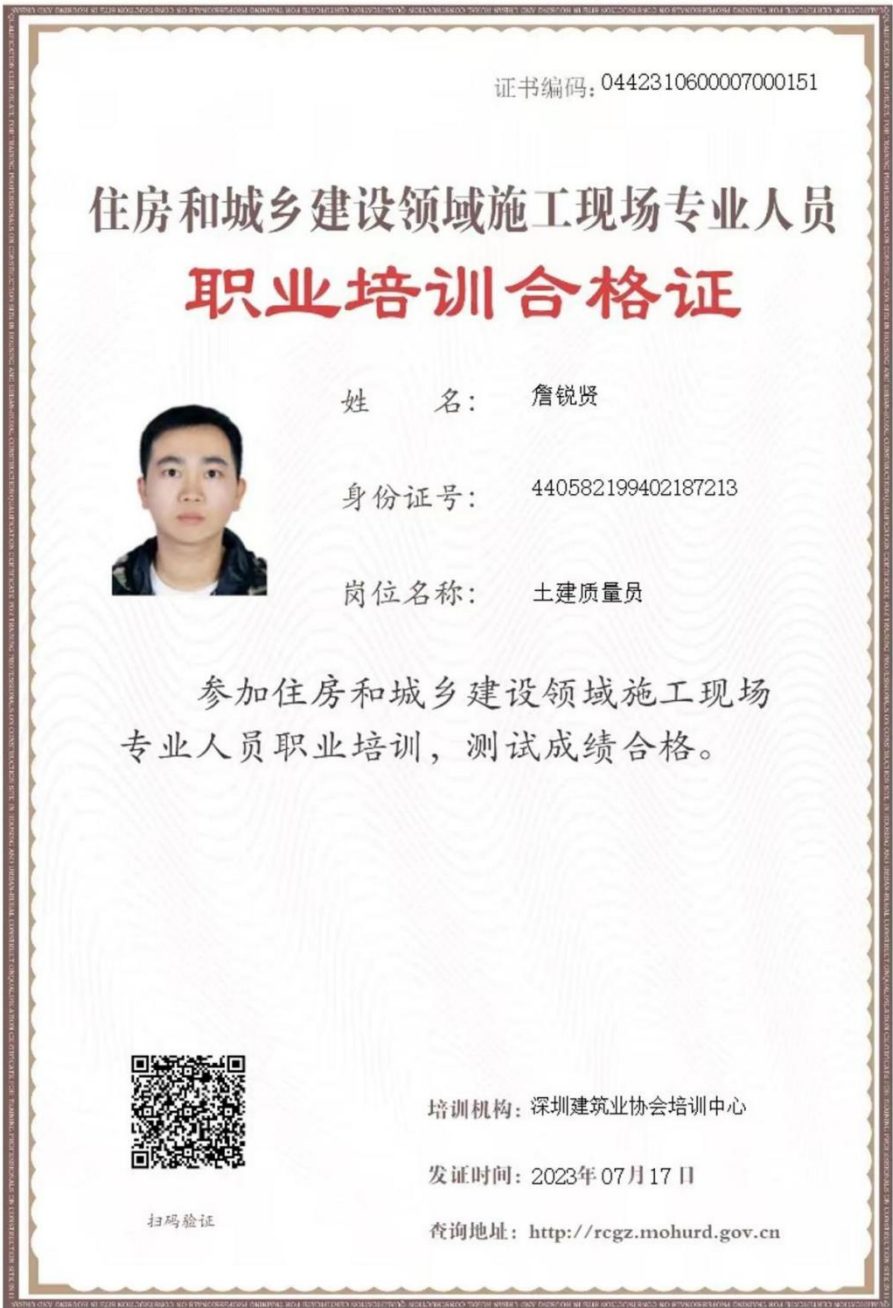 证书编码: 0442310600007000151
住房和城乡建设领域施工现场专业人员
职业培训合格证
姓 名: 詹锐贤
身份证号: 440582199402187213
岗位名称: 土建质量员
参加住房和城乡建设领域施工现场
专业人员职业培训，测试成绩合格。
培训机构: 深圳建筑业协会培训中心
发证时间: 2023年07月17日
扫码验证
查询地址: http://rcgz.mohurd.gov.cn